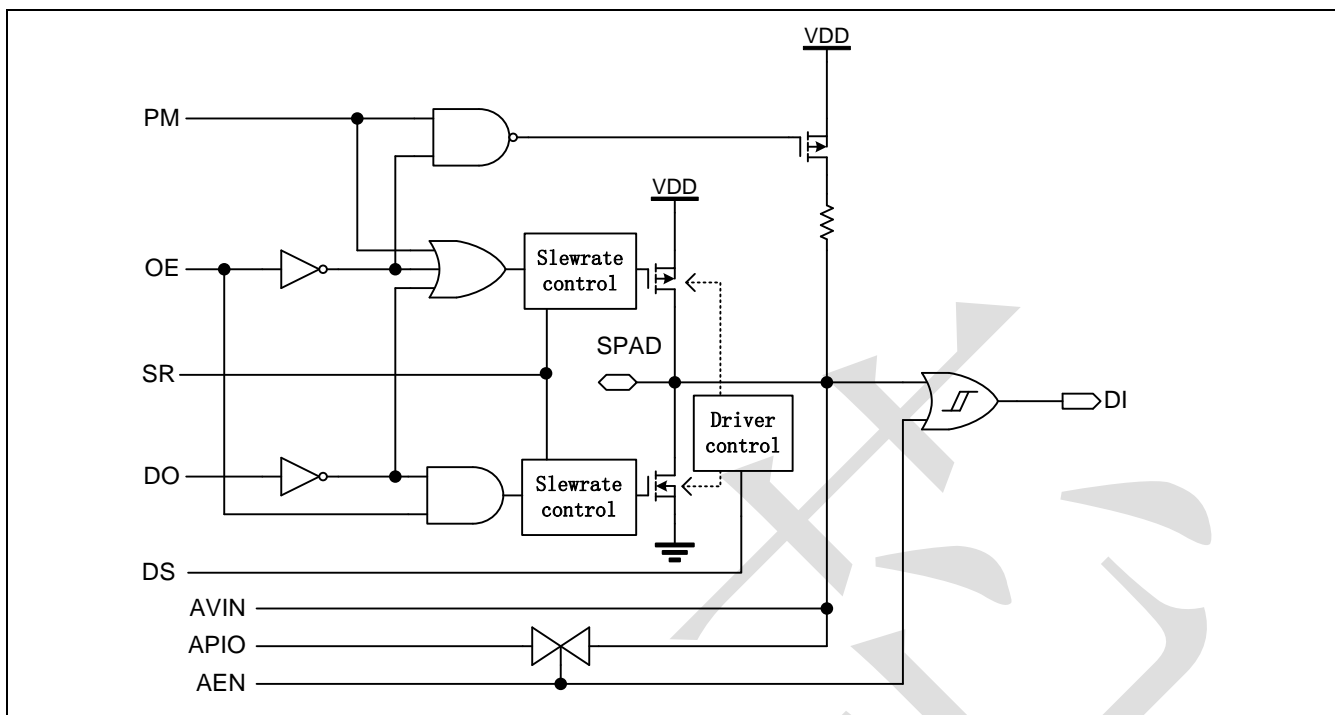 VDD
PM
VDD
OE
Slewrate
control
SPAD
SR
DI
Driver
control
DO
Slewrate
control
DS
AVIN
APIO
AEN